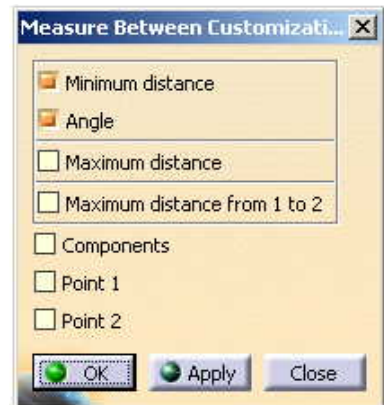 Measure Between Customizati...
Minimum distance
Angle
Maximum distance
Maximum distance from 1 to 2
Components
Point 1
Point 2
OK Apply Close